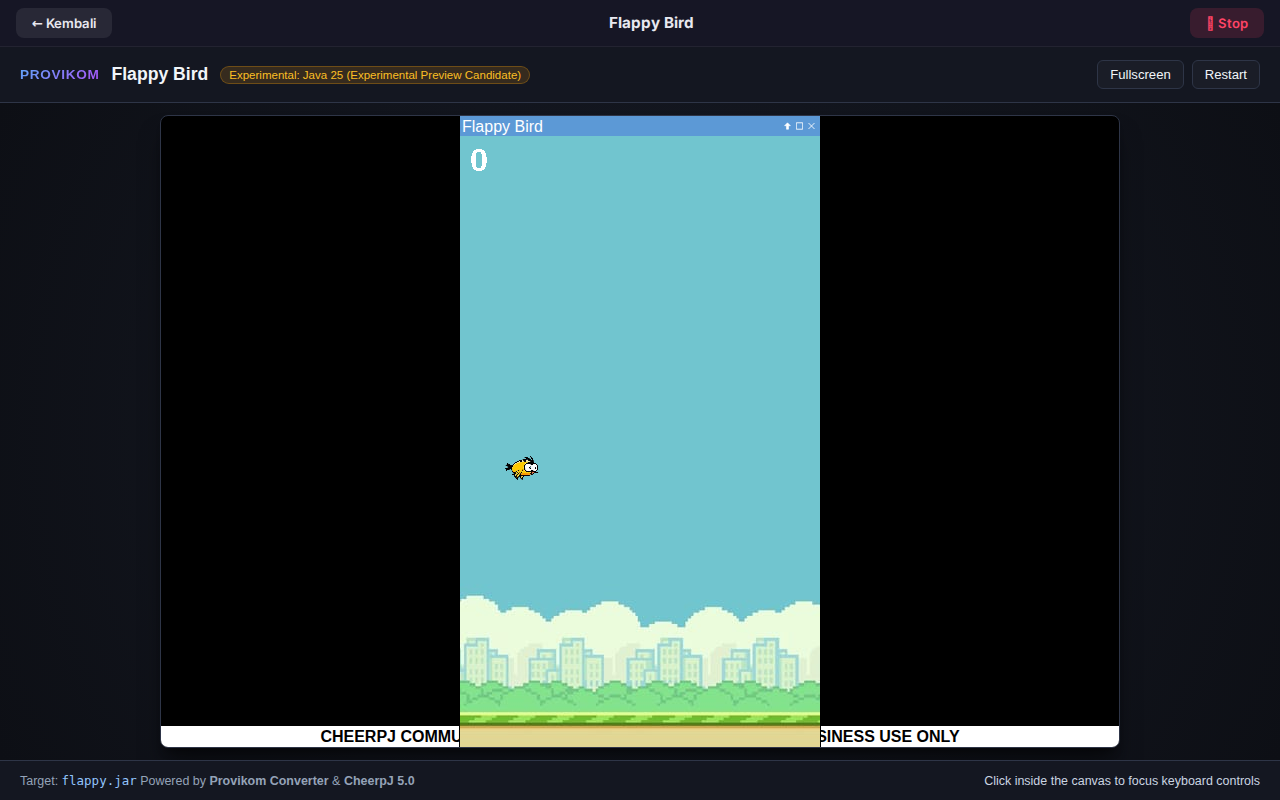 ← Kembali
Flappy Bird
Stop
PROVIKOM
Flappy Bird
Experimental: Java 25 (Experimental Preview Candidate)
Fullscreen
Restart
Flappy Bird
0
CHEERPJ COMMU
SINESS USE ONLY
Target: flappy.jar Powered by Provikom Converter & CheerpJ 5.0
Click inside the canvas to focus keyboard controls